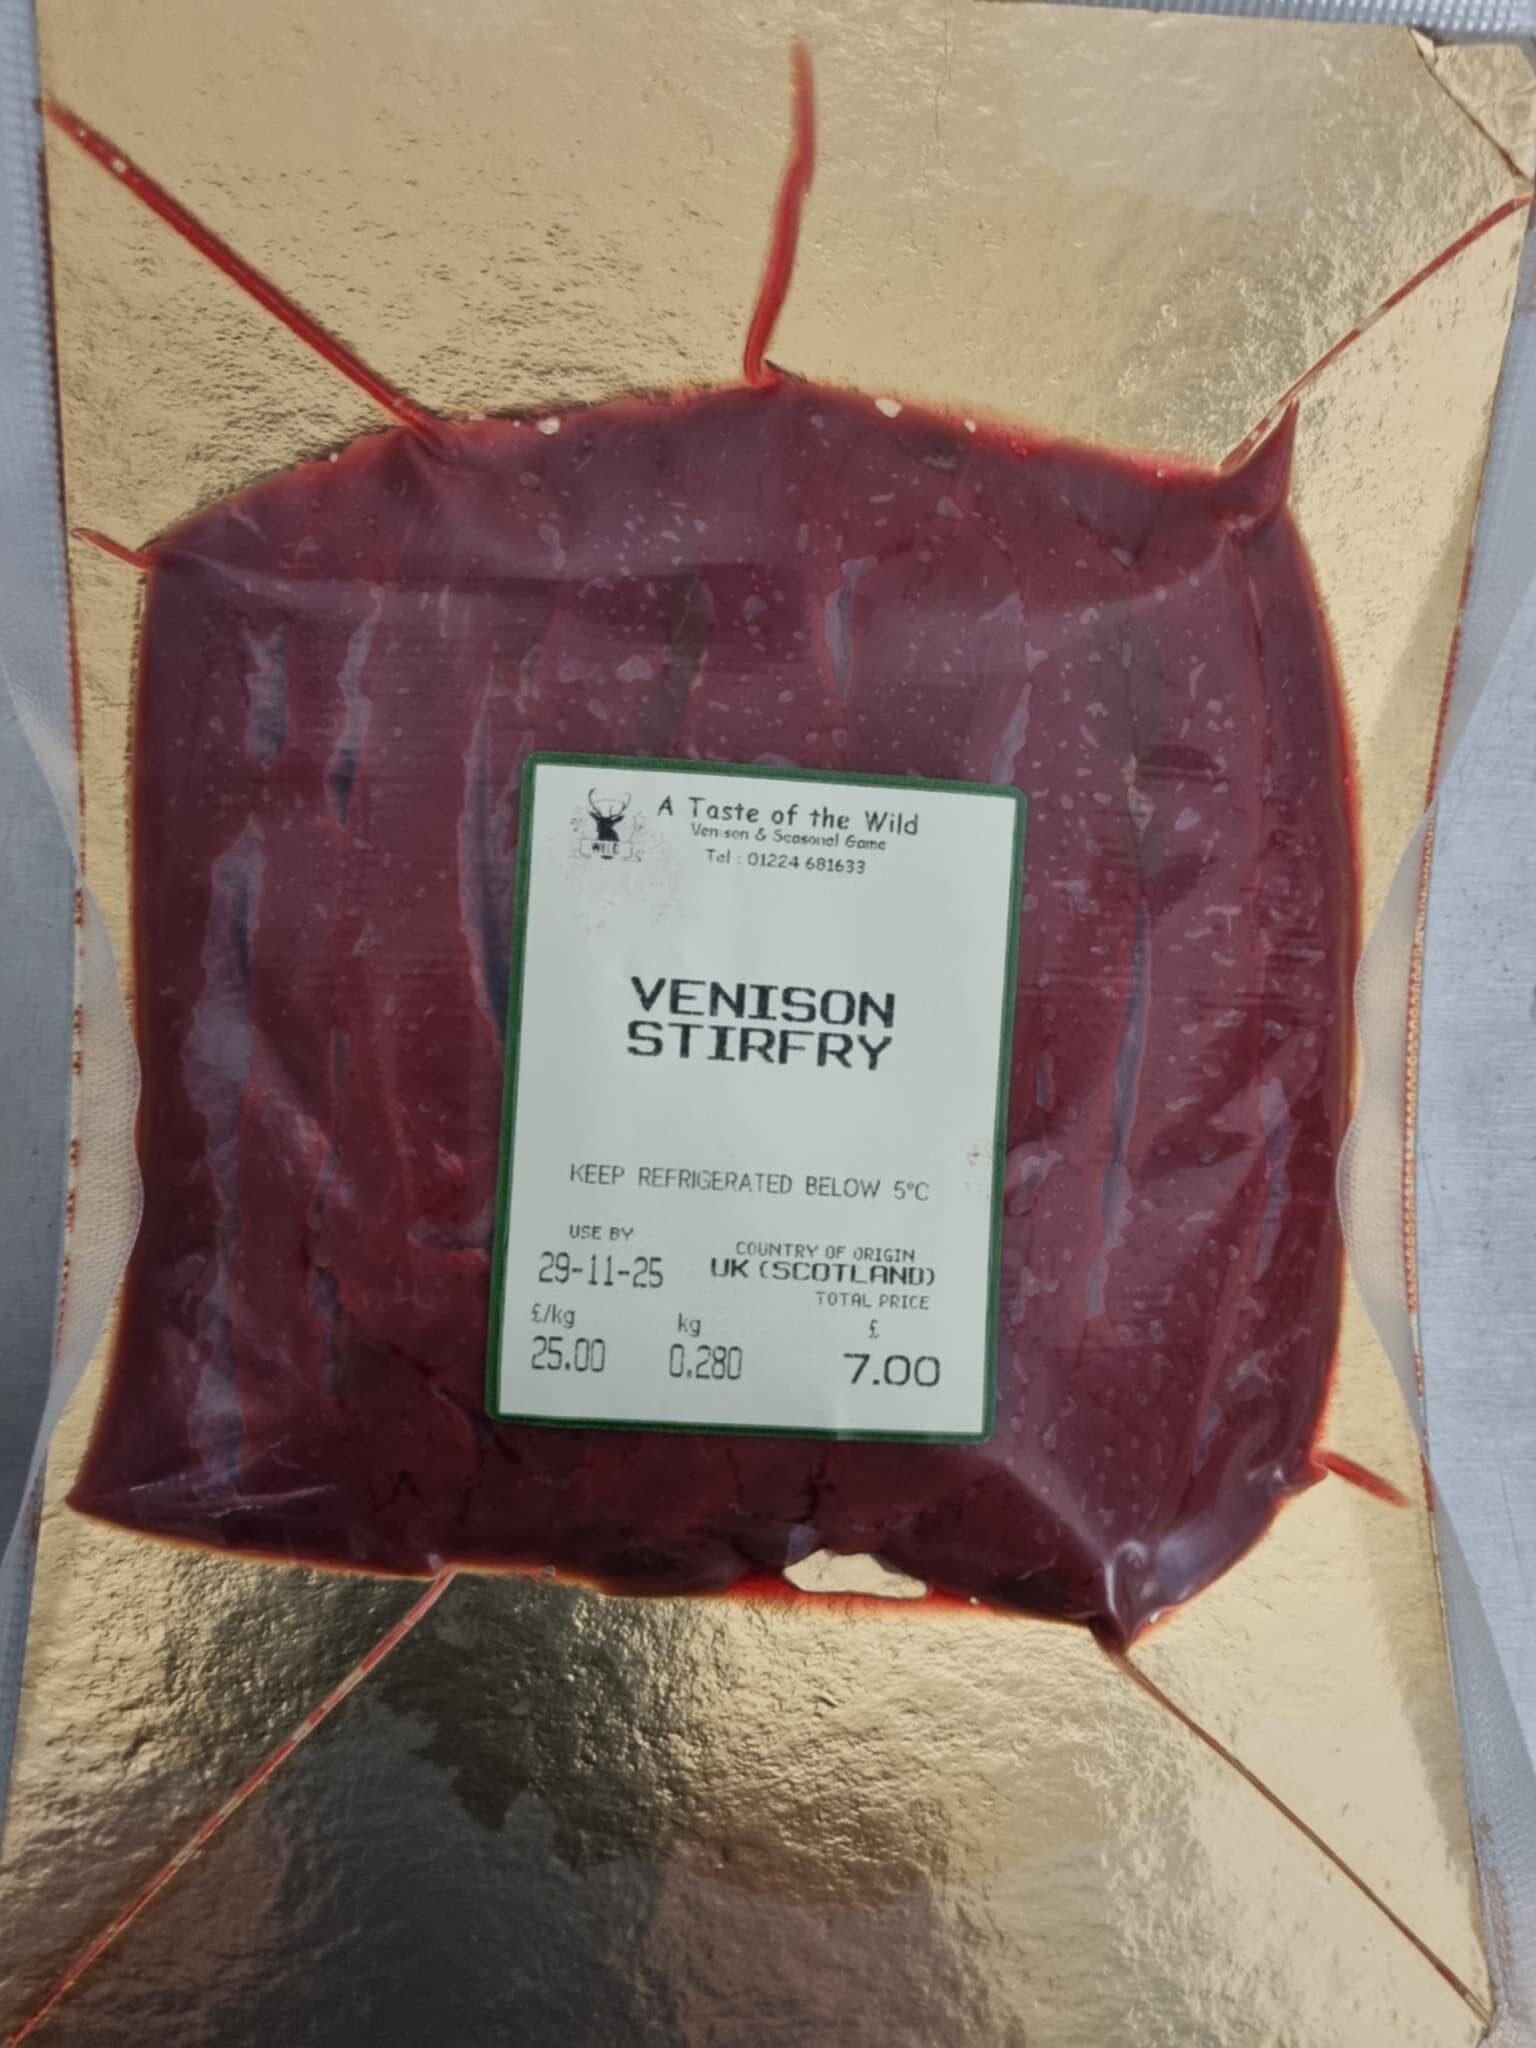 A Taste of the Wild
Venison & Seasonal Game
Tel : 01224 681633
WILD
VENISON
STIRFRY
KEEP REFRIGERATED BELOW 5°C
USE BY
29-11-25
COUNTRY OF ORIGIN
UK (SCOTLAND)
TOTAL PRICE
£/kg kg £
25.00 0.280 7.00